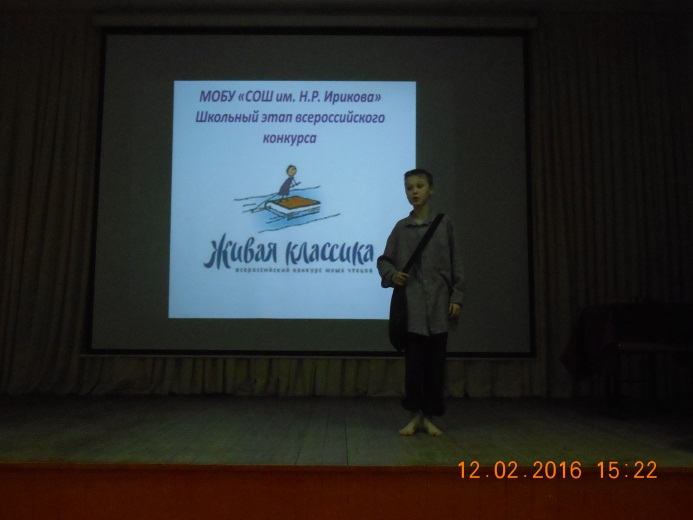 МОБУ «СОШ им. Н.Р. Ирикова»
Школьный этап всероссийского
конкурса
Живая классика
всероссийский конкурс юных чтецов
12.02.2016 15:22